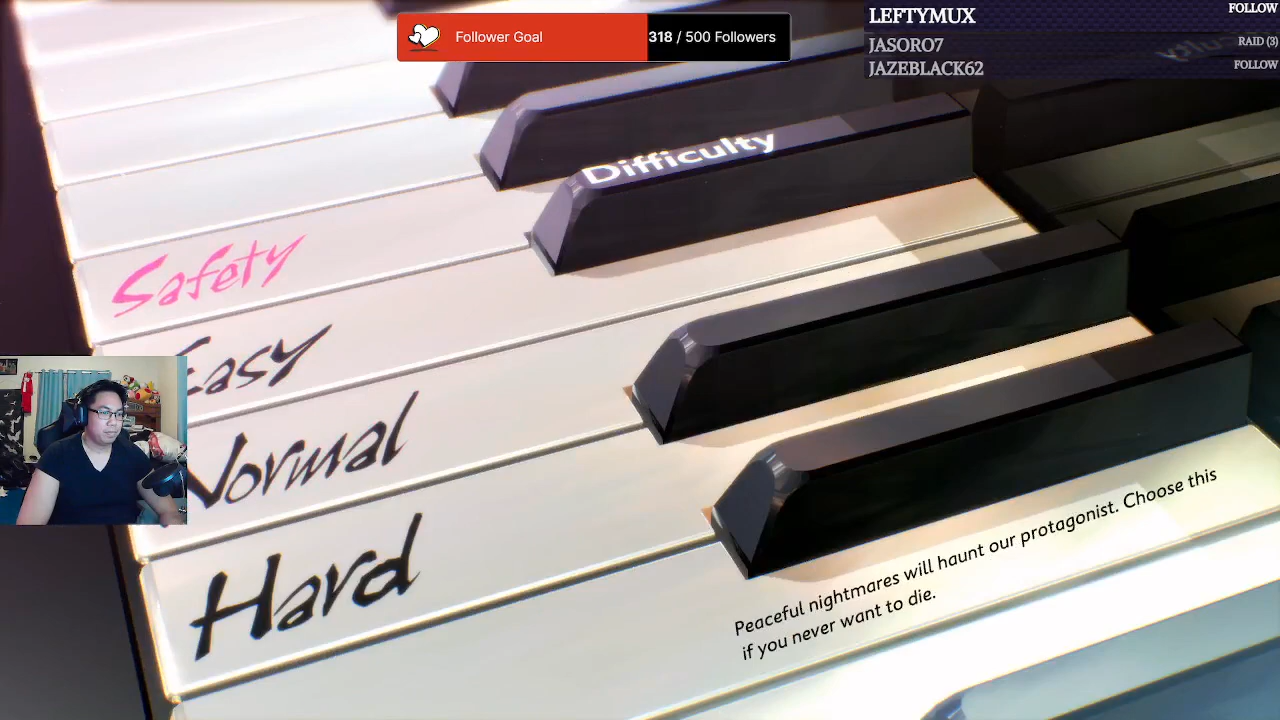 Follower Goal
318 / 500 Followers
LEFTYMUX
FOLLOW
JASORO7
RAID (3)
JAZEBLACK62
FOLLOW
Difficulty
Safety
Easy
Normal
Hard
Peaceful nightmares will haunt our protagonist. Choose this
if you never want to die.